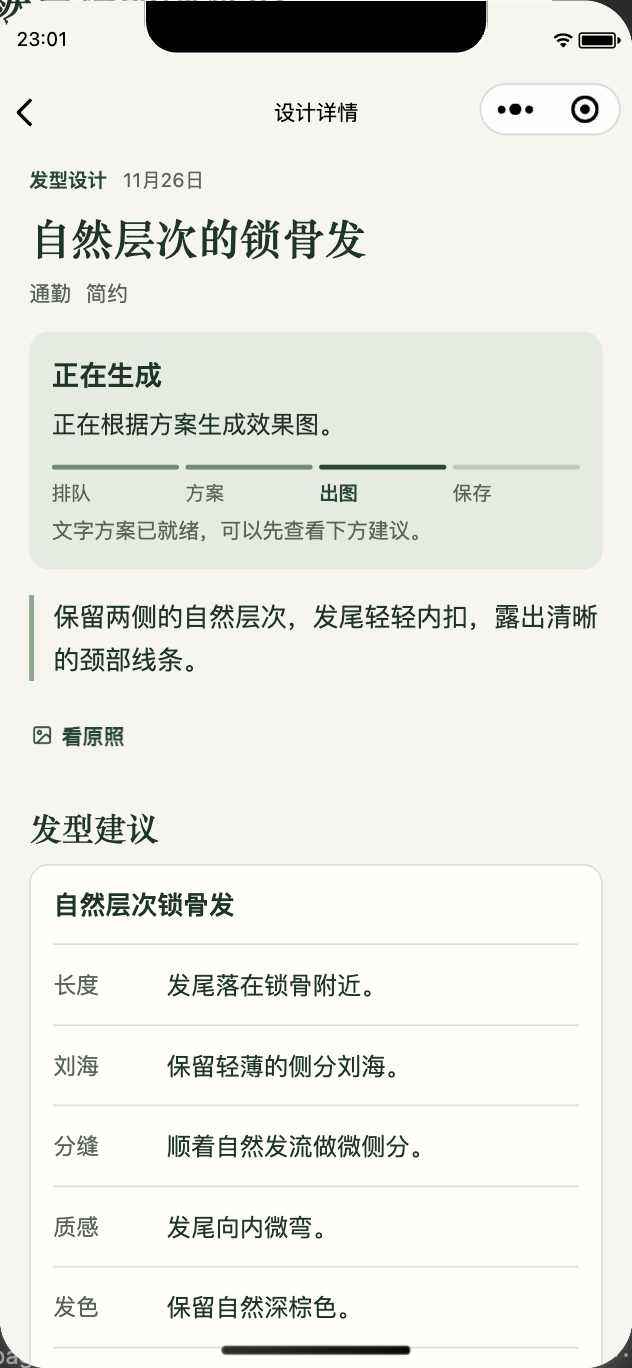 23:01
设计详情
发型设计 11月26日
自然层次的锁骨发
通勤 简约
正在生成
正在根据方案生成效果图。
排队 方案 出图 保存
文字方案已就绪，可以先查看下方建议。
保留两侧的自然层次，发尾轻轻内扣，露出清晰
的颈部线条。
看原照
发型建议
自然层次锁骨发
长度 发尾落在锁骨附近。
刘海 保留轻薄的侧分刘海。
分缝 顺着自然发流做微侧分。
质感 发尾向内微弯。
发色 保留自然深棕色。